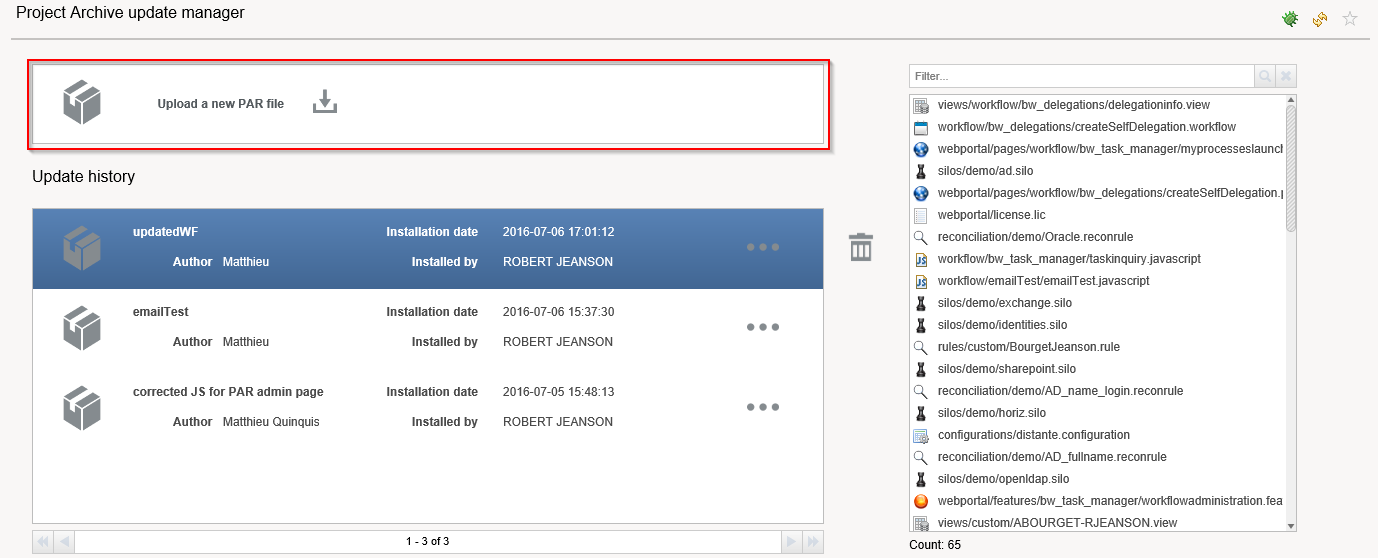 Project Archive update manager
Upload a new PAR file
Update history
updatedWF Installation date 2016-07-06 17:01:12
Author Matthieu Installed by ROBERT JEANSON
emailTest Installation date 2016-07-06 15:37:30
Author Matthieu Installed by ROBERT JEANSON
corrected JS for PAR admin page Installation date 2016-07-05 15:48:13
Author Matthieu Quinquis Installed by ROBERT JEANSON
1 - 3 of 3
Filter...
views/workflow/bw_delegations/delegationinfo.view
workflow/bw_delegations/createSelfDelegation.workflow
webportal/pages/workflow/bw_task_manager/myprocesseslaunch
silos/demo/ad.silo
webportal/pages/workflow/bw_delegations/createSelfDelegation.p
webportal/license.lic
reconciliation/demo/Oracle.reconrule
workflow/bw_task_manager/taskinquiry.javascript
workflow/emailTest/emailTest.javascript
silos/demo/exchange.silo
silos/demo/identities.silo
rules/custom/BourgetJeanson.rule
silos/demo/sharepoint.silo
reconciliation/demo/AD_name_login.reconrule
silos/demo/horiz.silo
configurations/distante.configuration
reconciliation/demo/AD_fullname.reconrule
silos/demo/openldap.silo
webportal/features/bw_task_manager/workflowadministration.fea
views/custom/ABOURGET-RJEANSON.view
Count: 65